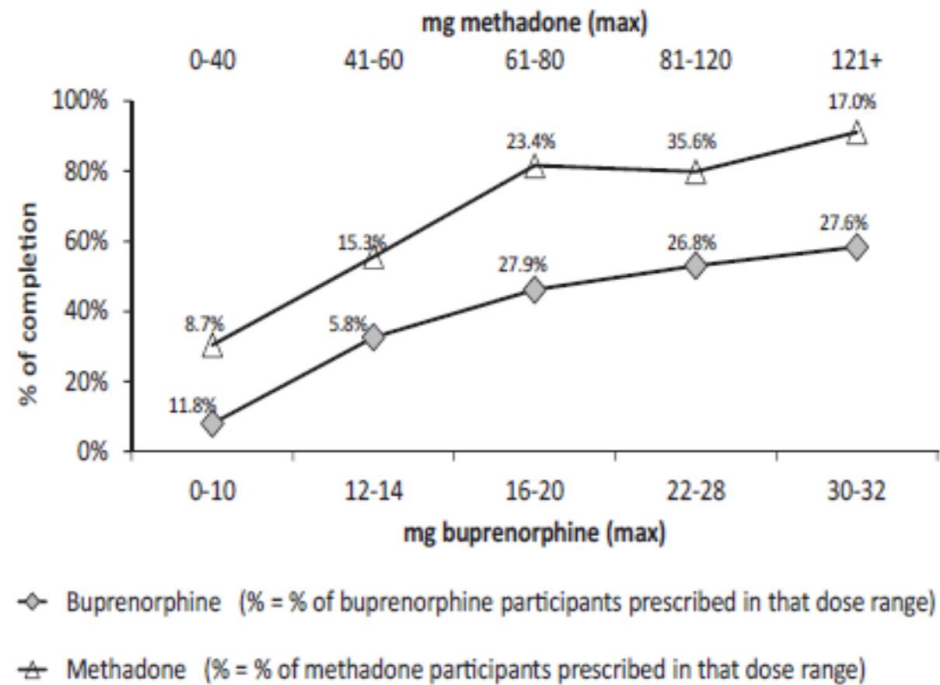 mg methadone (max)
0-40 41-60 61-80 81-120 121+
100%
80%
60%
40%
20%
0%
% of completion
17.0%
23.4%
35.6%
15.3%
8.7%
27.6%
26.8%
27.9%
5.8%
11.8%
0-10 12-14 16-20 22-28 30-32
mg buprenorphine (max)
Buprenorphine (% = % of buprenorphine participants prescribed in that dose range)
Methadone (% = % of methadone participants prescribed in that dose range)